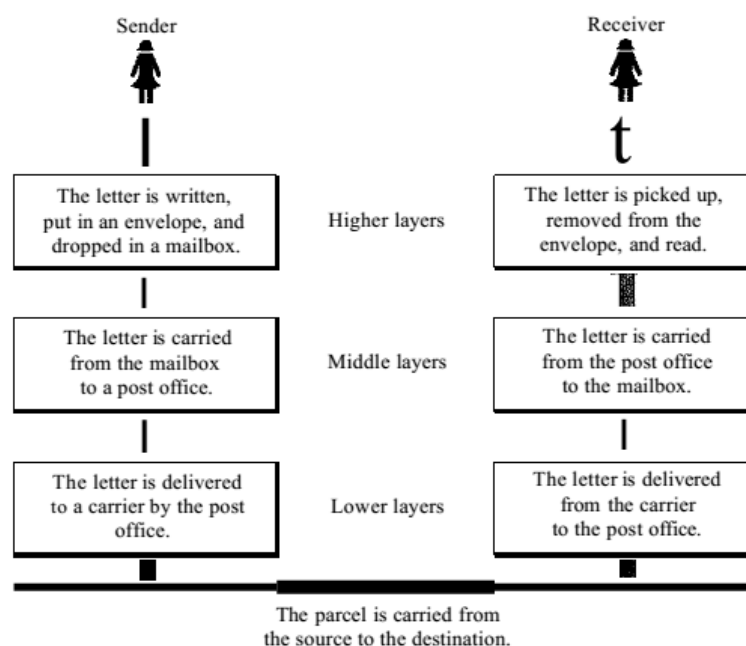 Sender
Receiver
t
The letter is written,
put in an envelope, and
dropped in a mailbox.
Higher layers
The letter is picked up,
removed from the
envelope, and read.
The letter is carried
from the mailbox
to a post office.
Middle layers
The letter is carried
from the post office
to the mailbox.
The letter is delivered
to a carrier by the post
office.
Lower layers
The letter is delivered
from the carrier
to the post office.
The parcel is carried from
the source to the destination.